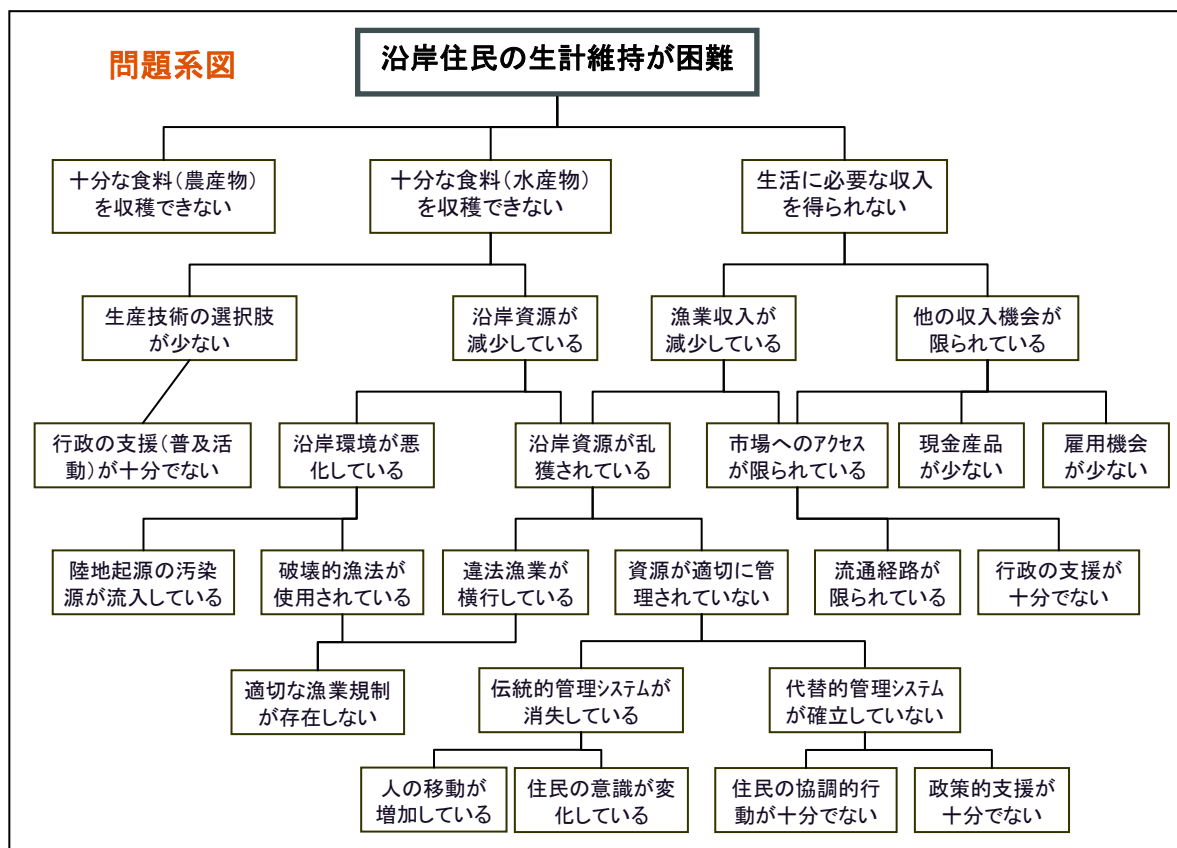 問題系図
沿岸住民の生計維持が困難
十分な食料(農産物)
を収穫できない
十分な食料(水産物)
を収穫できない
生活に必要な収入
を得られない
生産技術の選択肢
が少ない
沿岸資源が
減少している
漁業収入が
減少している
他の収入機会が
限られている
行政の支援(普及活
動)が十分でない
沿岸環境が悪
化している
沿岸資源が乱
獲されている
市場へのアクセス
が限られている
現金産品
が少ない
雇用機会
が少ない
陸地起源の汚染
源が流入している
破壊的漁法が
使用されている
違法漁業が
横行している
資源が適切に管
理されていない
流通経路が
限られている
行政の支援が
十分でない
適切な漁業規制
が存在しない
伝統的管理システムが
消失している
代替的管理システム
が確立していない
人の移動が
増加している
住民の意識が変
化している
住民の協調的行
動が十分でない
政策的支援が
十分でない